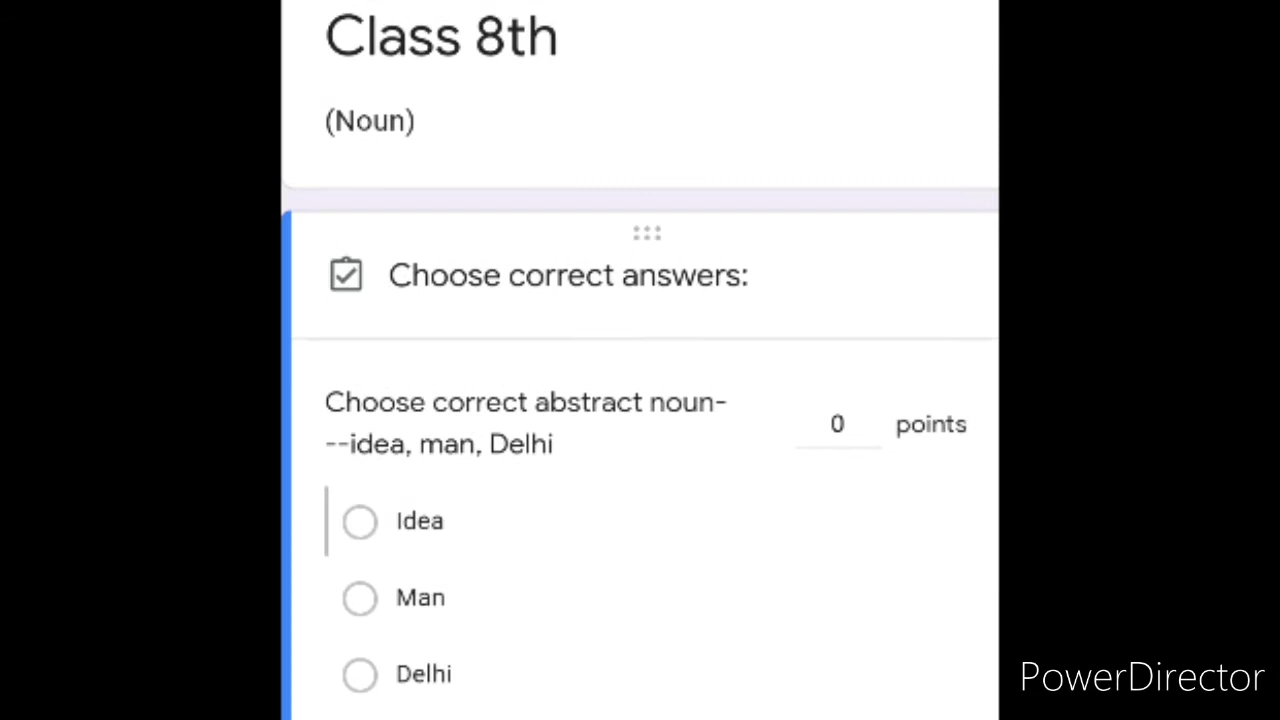 Class 8th
(Noun)
Choose correct answers:
Choose correct abstract noun-
--idea, man, Delhi
0 points
Idea
Man
Delhi
PowerDirector